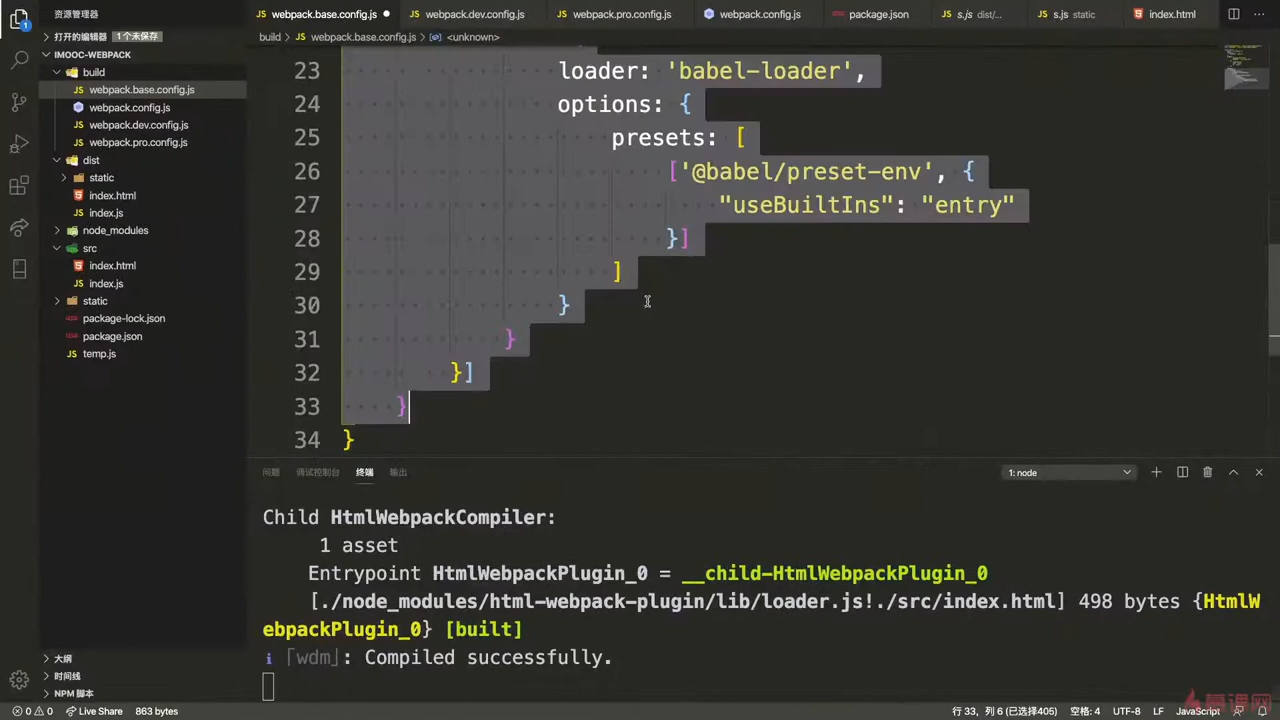 资源管理器
webpack.base.config.js
webpack.dev.config.js
webpack.pro.config.js
webpack.config.js
package.json
s.js dist/...
s.js static
index.html
打开的编辑器 1个未保存
build > webpack.base.config.js > <unknown>
IMOOC-WEBPACK
build
webpack.base.config.js
webpack.config.js
webpack.dev.config.js
webpack.pro.config.js
dist
static
index.html
index.js
node_modules
src
index.html
index.js
static
package-lock.json
package.json
temp.js
大纲
时间线
NPM 脚本
23 loader: 'babel-loader',
24 options: {
25 presets: [
26 ['@babel/preset-env', {
27 "useBuiltIns": "entry"
28 }]
29 ]
30 }
31 }
32 }]
33 }
34 }
问题 调试控制台 终端 输出
1: node
Child HtmlWebpackCompiler:
1 asset
Entrypoint HtmlWebpackPlugin_0 = __child-HtmlWebpackPlugin_0
[./node_modules/html-webpack-plugin/lib/loader.js!./src/index.html] 498 bytes {HtmlW
ebpackPlugin_0} [built]
i ｢wdm｣: Compiled successfully.
慕课网
0 0 Live Share 863 bytes
行 33, 列 6 (已选择405) 空格: 4 UTF-8 LF JavaScript